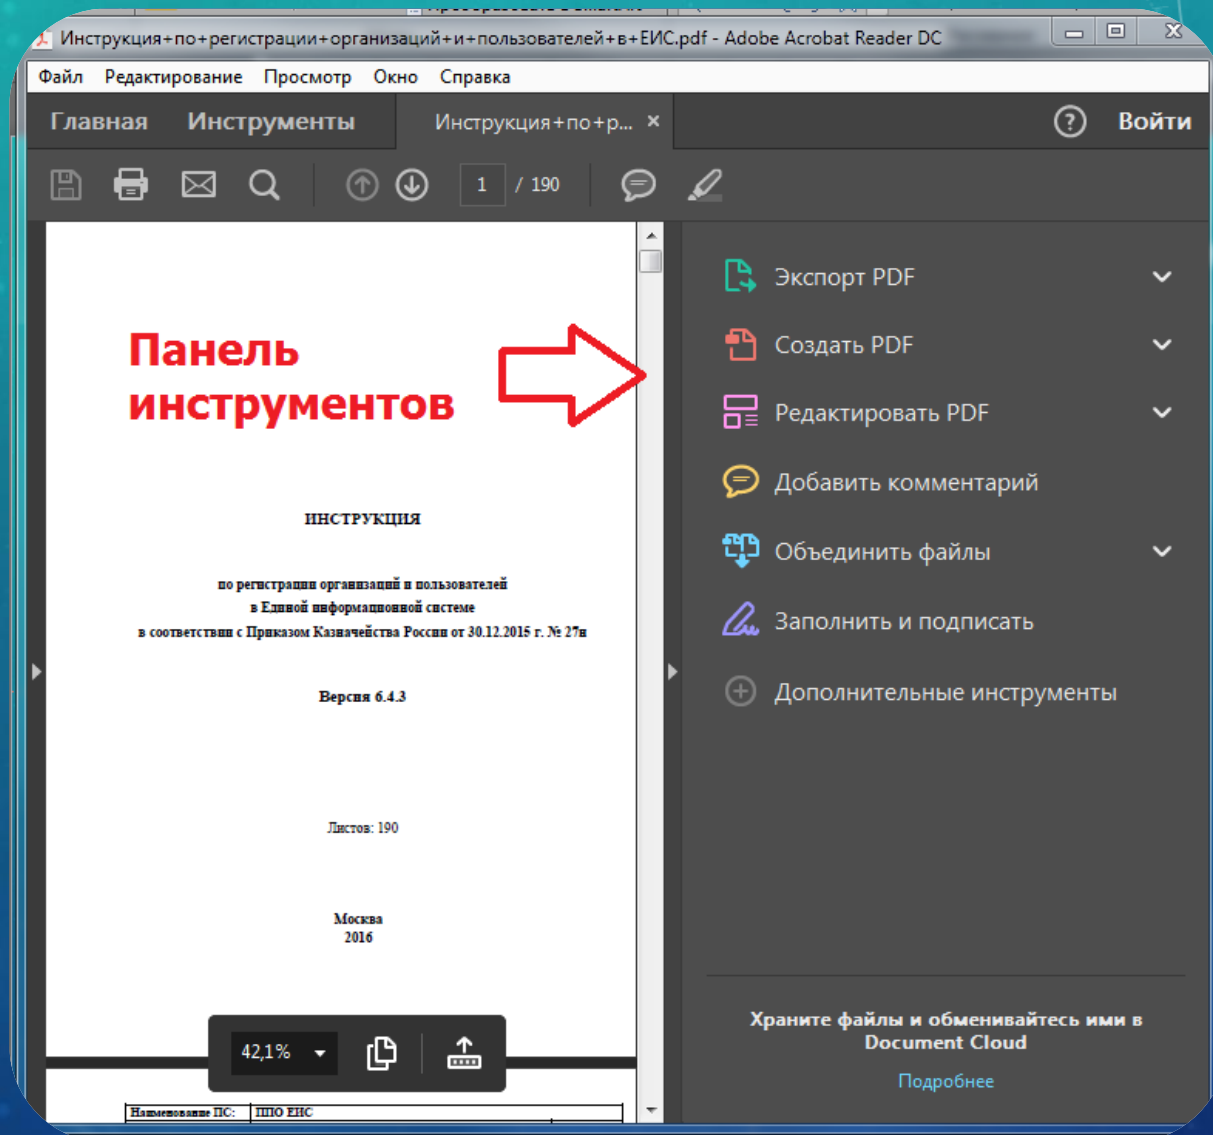 Инструкция+по+регистрации+организаций+и+пользователей+в+ЕИС.pdf - Adobe Acrobat Reader DC
Файл Редактирование Просмотр Окно Справка
Главная Инструменты Инструкция+по+р... × ? Войти
1 / 190
Панель
инструментов
ИНСТРУКЦИЯ
по регистрации организаций и пользователей
в Единой информационной системе
в соответствии с Приказом Казначейства России от 30.12.2015 г. № 27н
Версия 6.4.3
Листов: 190
Москва
2016
42,1%
Наименование ПС: ППО ЕИС
Экспорт PDF
Создать PDF
Редактировать PDF
Добавить комментарий
Объединить файлы
Заполнить и подписать
Дополнительные инструменты
Храните файлы и обменивайтесь ими в
Document Cloud
Подробнее